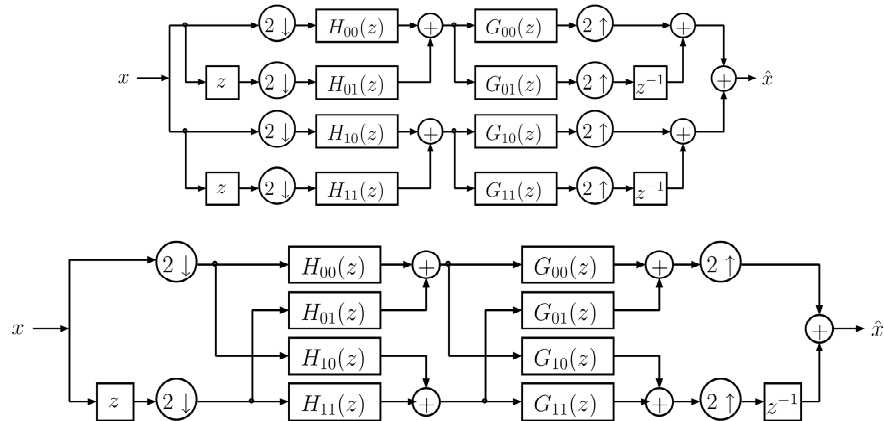 2 ↓ H₀₀(z) + G₀₀(z) 2 ↑ +
x z 2 ↓ H₀₁(z) G₀₁(z) 2 ↑ z⁻¹ + x̂
2 ↓ H₁₀(z) + G₁₀(z) 2 ↑ +
z 2 ↓ H₁₁(z) G₁₁(z) 2 ↑ z⁻¹
2 ↓ H₀₀(z) + G₀₀(z) + 2 ↑
H₀₁(z) G₀₁(z)
x + x̂
H₁₀(z) G₁₀(z)
z 2 ↓ H₁₁(z) + G₁₁(z) + 2 ↑ z⁻¹